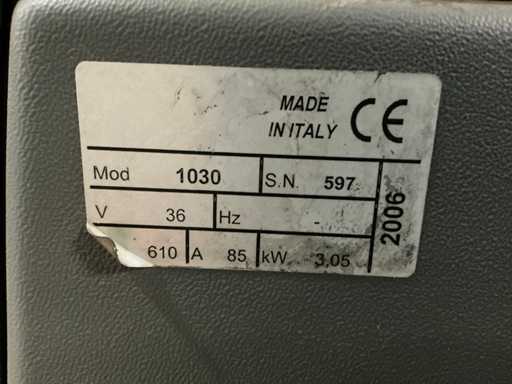 MADE
IN ITALY CE
Mod 1030 S.N. 597
V 36 Hz -
610 A 85 kW 3,05
2006